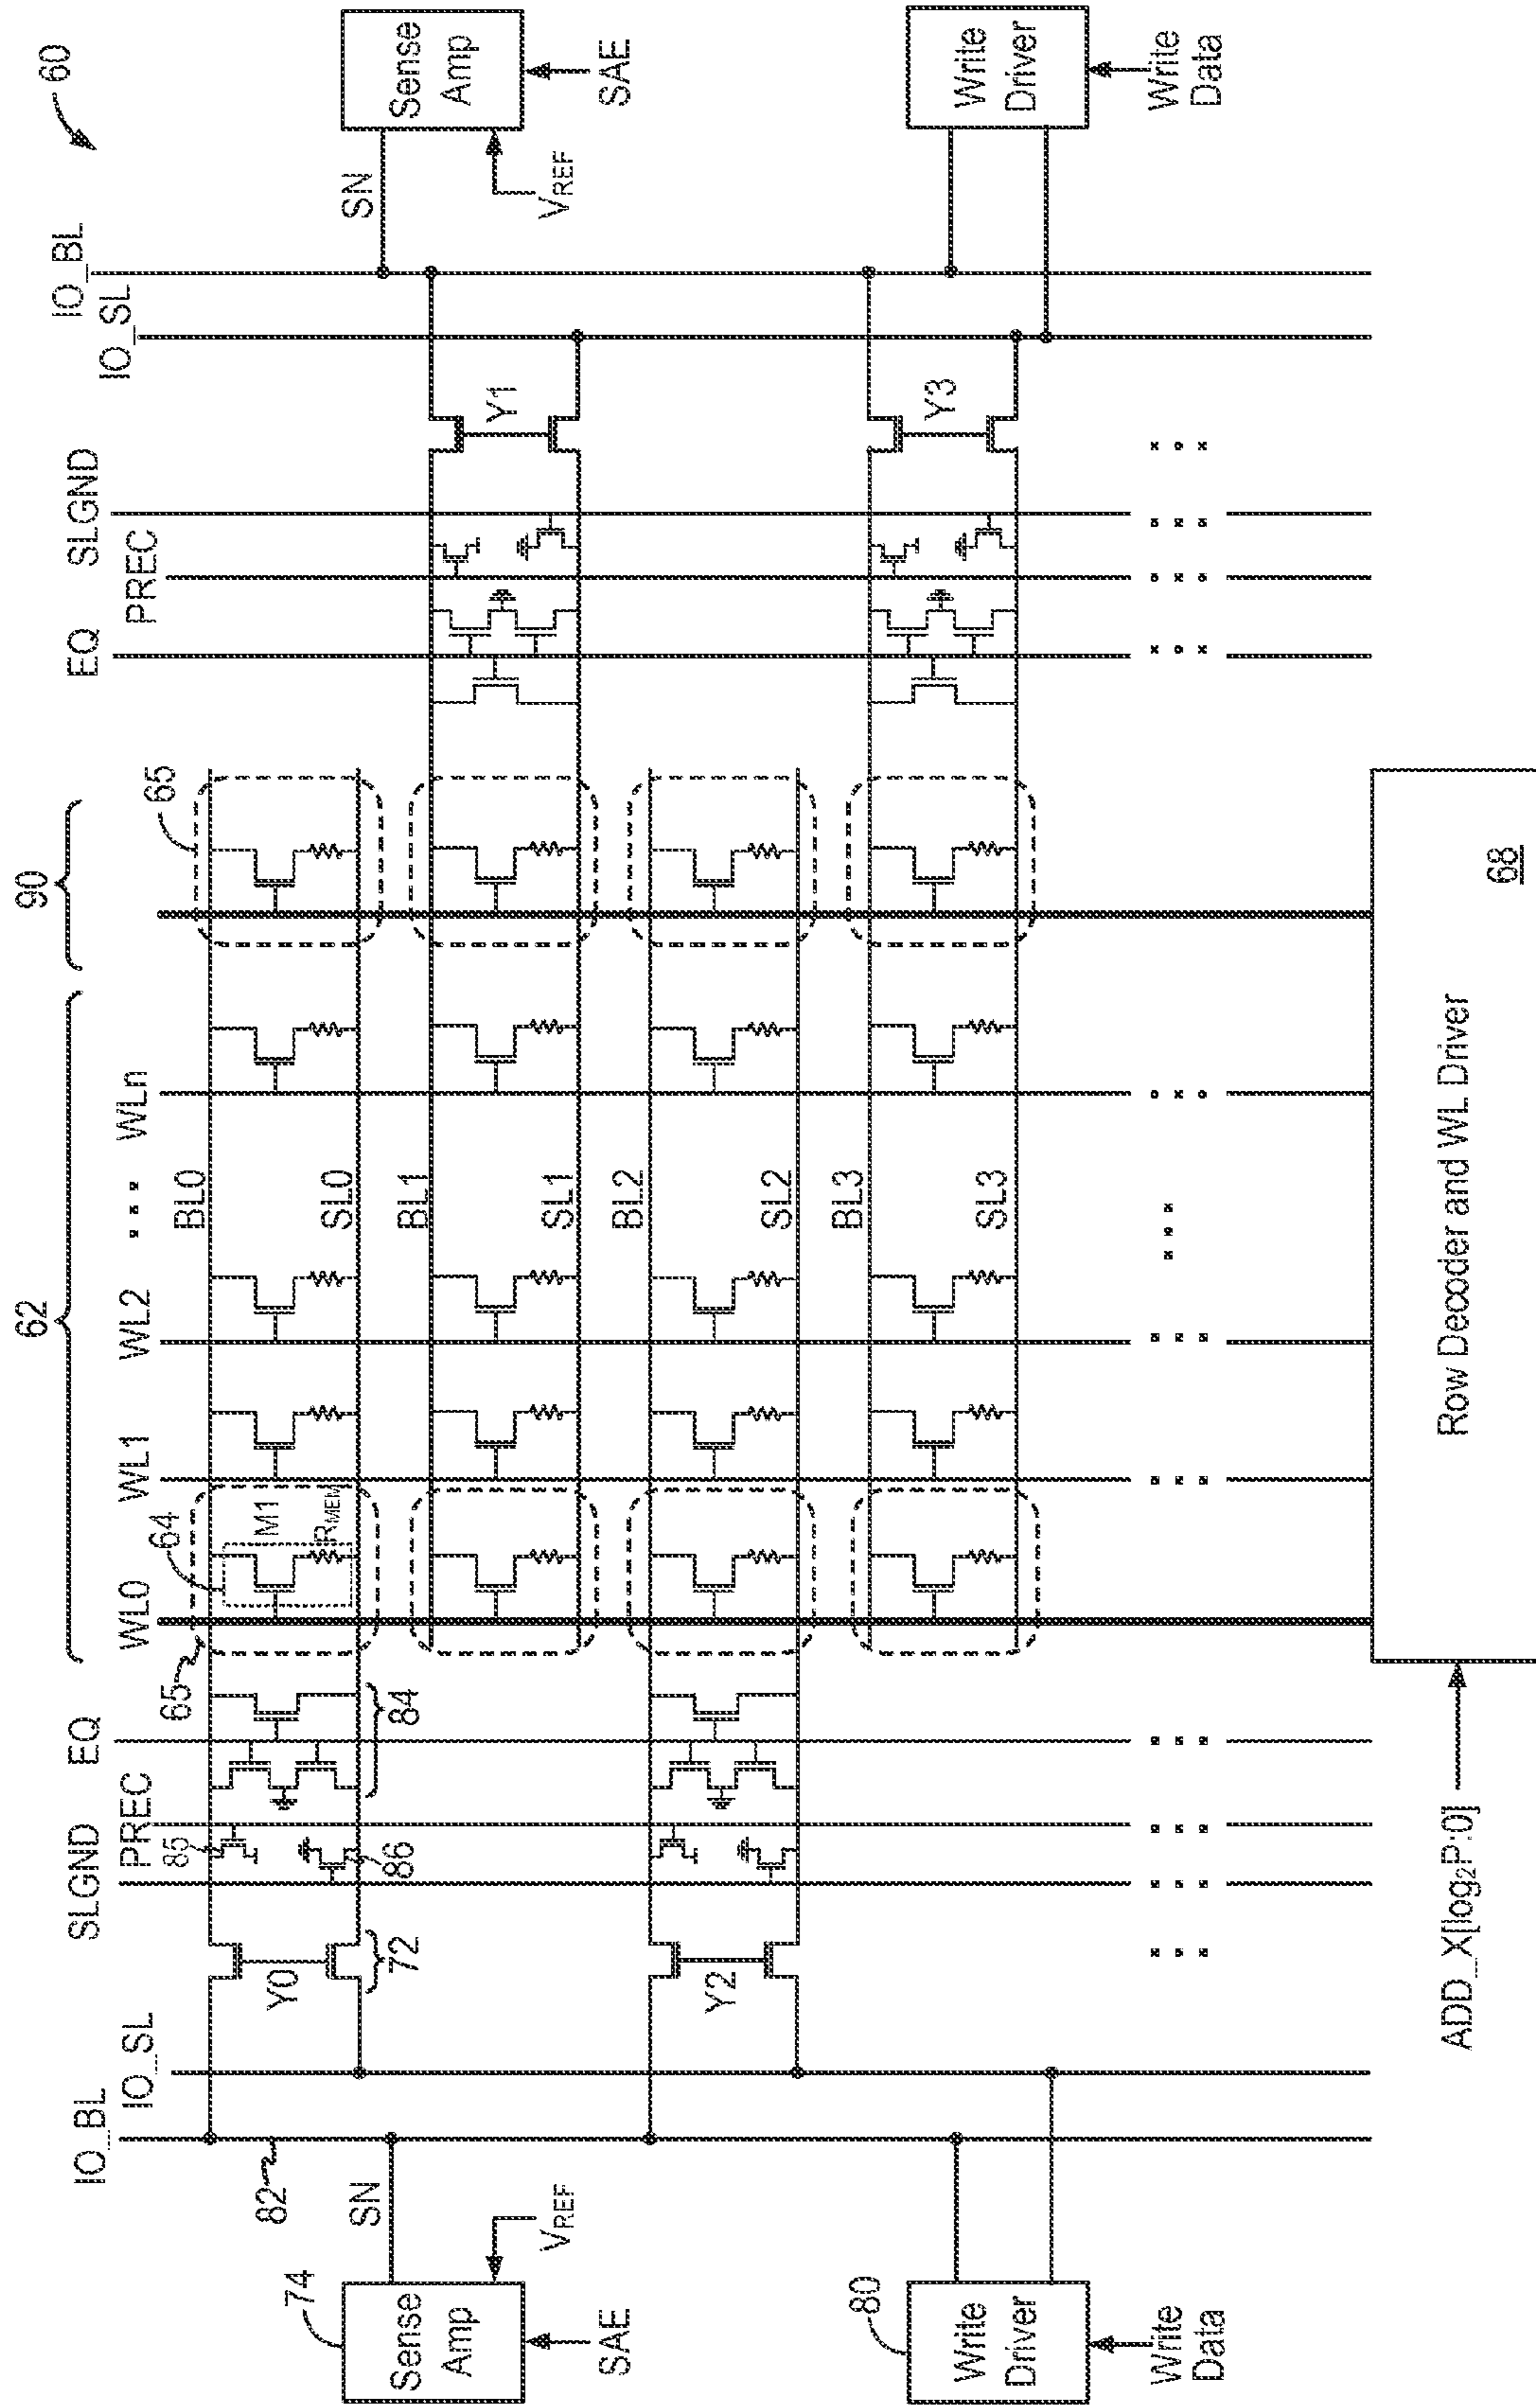 60
62
90
IO_BL
IO_SL
SLGND
PREC
EQ
WL0
WL1
WL2
WLn
EQ
PREC
SLGND
IO_SL
IO_BL
74
Sense
Amp
SAE
VREF
SN
82
Y0
72
85
86
84
65
64
M1
RMEM
BL0
SL0
65
SN
VREF
Sense
Amp
SAE
BL1
SL1
Y1
Y2
BL2
SL2
80
Write
Driver
Write
Data
BL3
SL3
Y3
Write
Driver
Write
Data
ADD_X[log2P:0]
Row Decoder and WL Driver
68